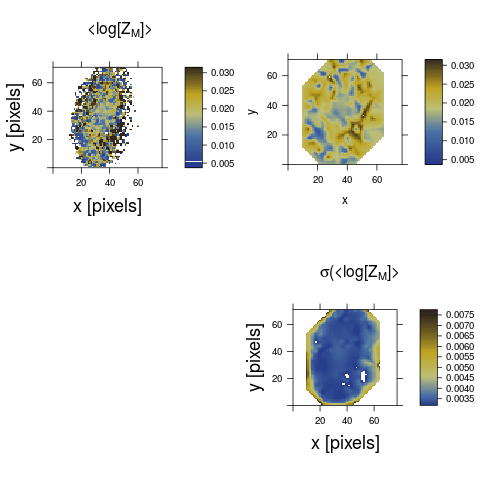 <log[Z_M]>
60
40
20
20 40 60
y [pixels]
x [pixels]
0.030
0.025
0.020
0.015
0.010
0.005
60
40
20
20 40 60
y
x
0.030
0.025
0.020
0.015
0.010
0.005
σ(<log[Z_M]>
60
40
20
20 40 60
y [pixels]
x [pixels]
0.0075
0.0070
0.0065
0.0060
0.0055
0.0050
0.0045
0.0040
0.0035